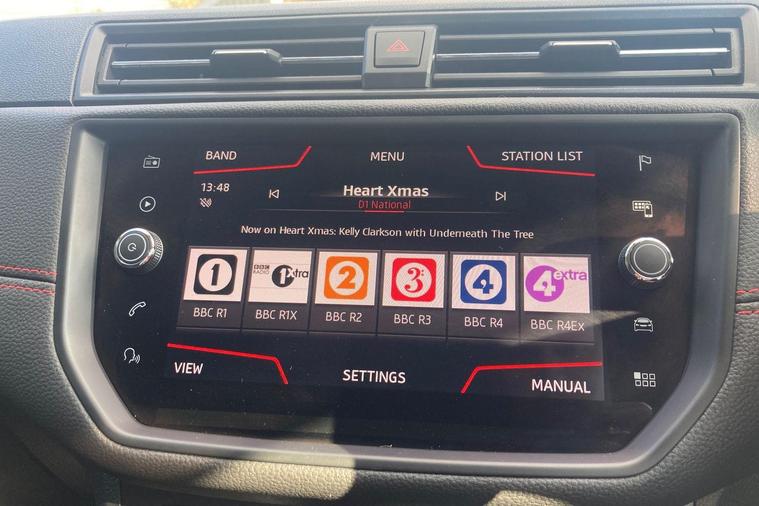 BAND MENU STATION LIST
13:48
Heart Xmas
D1 National
Now on Heart Xmas: Kelly Clarkson with Underneath The Tree
1 BBC RADIO 1xtra 2 3 4 4 extra
BBC R1 BBC R1X BBC R2 BBC R3 BBC R4 BBC R4Ex
VIEW SETTINGS MANUAL